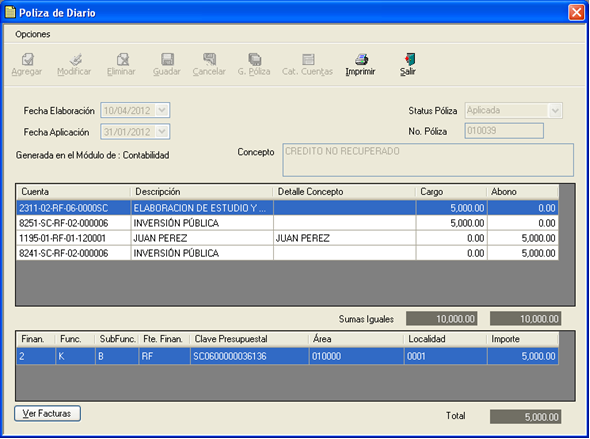 Poliza de Diario
Opciones
Agregar Modificar Eliminar Guadar Cancelar G. Póliza Cat. Cuentas Imprimir Salir
Fecha Elaboración 10/04/2012 Status Póliza Aplicada
Fecha Aplicación 31/01/2012 No. Póliza 010039
Generada en el Módulo de : Contabilidad Concepto CREDITO NO RECUPERADO
Cuenta Descripción Detalle Concepto Cargo Abono
2311-02-RF-06-0000SC ELABORACION DE ESTUDIO Y ... 5,000.00 0.00
8251-SC-RF-02-000006 INVERSIÓN PÚBLICA 5,000.00 0.00
1195-01-RF-01-120001 JUAN PEREZ JUAN PEREZ 0.00 5,000.00
8241-SC-RF-02-000006 INVERSIÓN PÚBLICA 0.00 5,000.00
Sumas Iguales 10,000.00 10,000.00
Finan. Func. SubFunc. Fte. Finan. Clave Presupuestal Área Localidad Importe
2 K B RF SC0600000036136 010000 0001 5,000.00
Ver Facturas Total 5,000.00